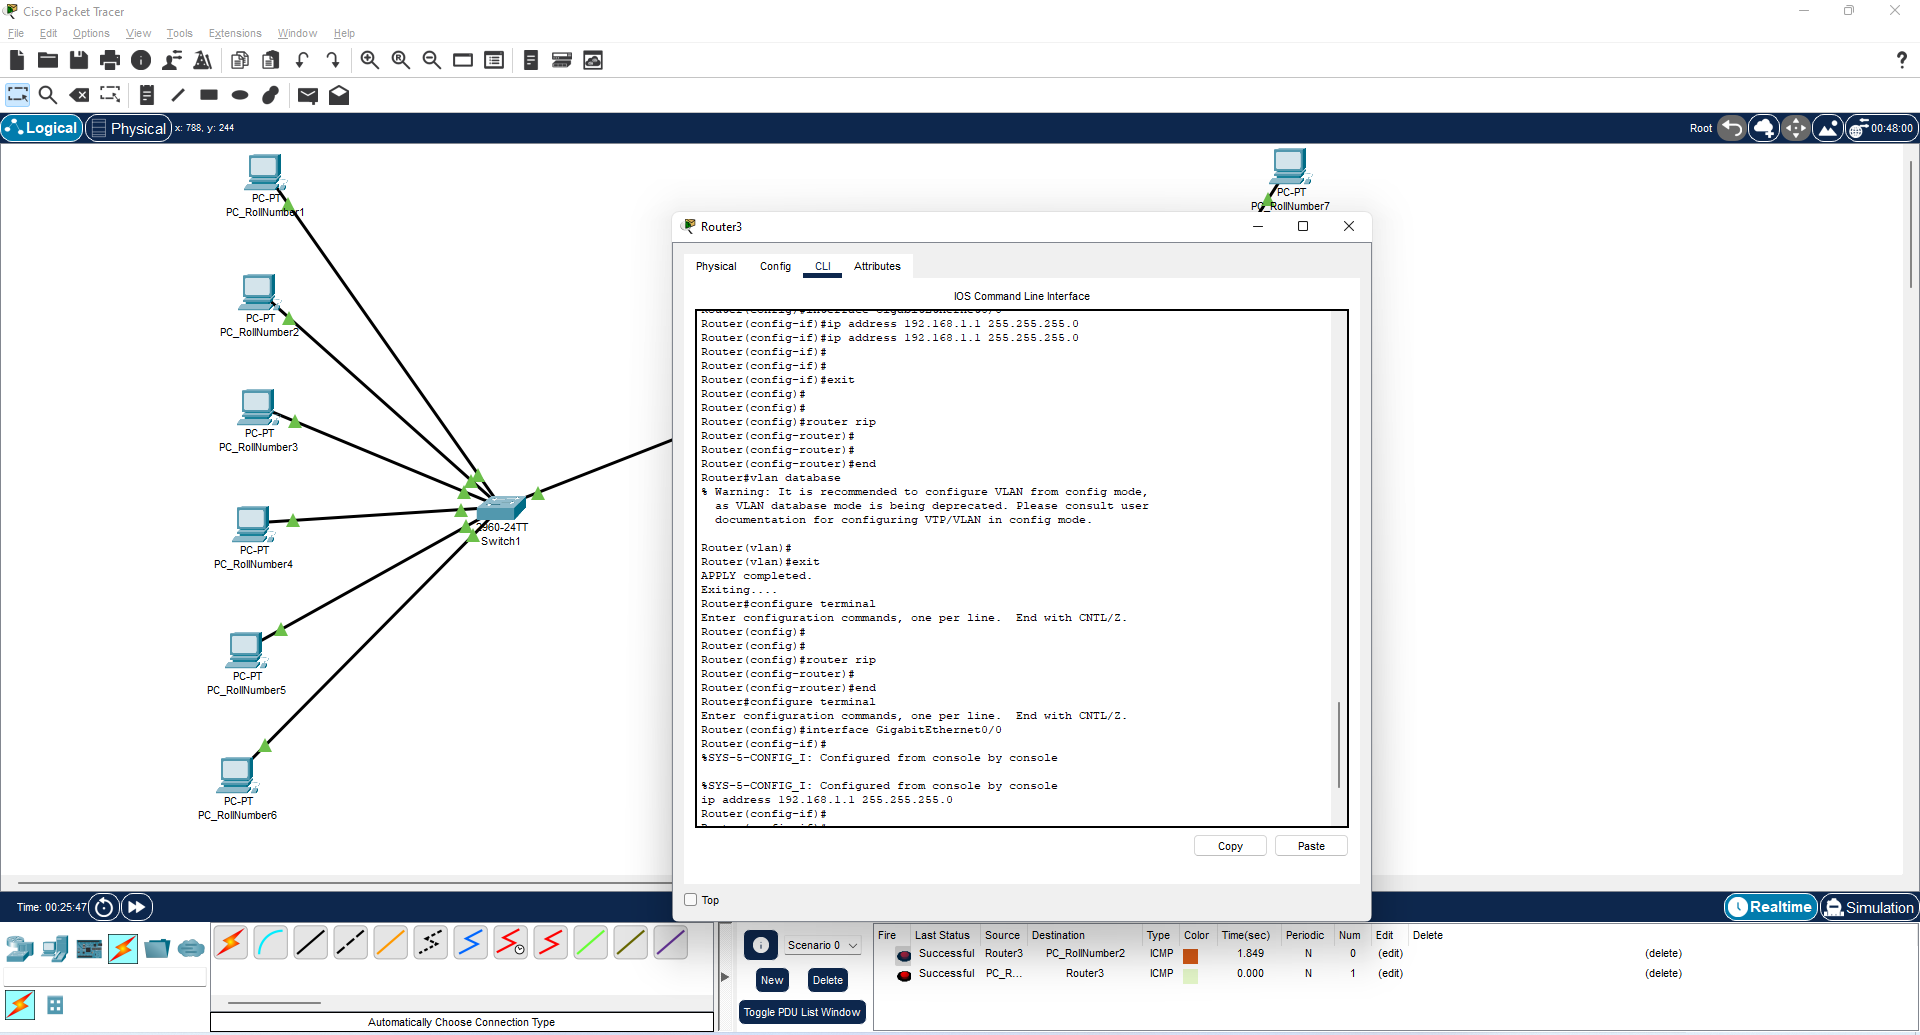 Cisco Packet Tracer
File Edit Options View Tools Extensions Window Help
?
Logical Physical x: 788, y: 244 Root 00:48:00
PC-PT
PC_RollNumber1
PC-PT
PC_RollNumber2
PC-PT
PC_RollNumber3
PC-PT
PC_RollNumber4
PC-PT
PC_RollNumber5
PC-PT
PC_RollNumber6
2960-24TT
Switch1
PC-PT
PC_RollNumber7
Router3
Physical Config CLI Attributes
IOS Command Line Interface
Router(config)#interface GigabitEthernet0/0
Router(config-if)#ip address 192.168.1.1 255.255.255.0
Router(config-if)#ip address 192.168.1.1 255.255.255.0
Router(config-if)#
Router(config-if)#
Router(config-if)#exit
Router(config)#
Router(config)#
Router(config)#router rip
Router(config-router)#
Router(config-router)#
Router(config-router)#end
Router#vlan database
% Warning: It is recommended to configure VLAN from config mode,
as VLAN database mode is being deprecated. Please consult user
documentation for configuring VTP/VLAN in config mode.
Router(vlan)#
Router(vlan)#exit
APPLY completed.
Exiting....
Router#configure terminal
Enter configuration commands, one per line. End with CNTL/Z.
Router(config)#
Router(config)#
Router(config)#router rip
Router(config-router)#
Router(config-router)#end
Router#configure terminal
Enter configuration commands, one per line. End with CNTL/Z.
Router(config)#interface GigabitEthernet0/0
Router(config-if)#
%SYS-5-CONFIG_I: Configured from console by console
%SYS-5-CONFIG_I: Configured from console by console
ip address 192.168.1.1 255.255.255.0
Router(config-if)#
Copy Paste
Top
Time: 00:25:47 Realtime Simulation
Automatically Choose Connection Type
Scenario 0
New Delete
Toggle PDU List Window
Fire Last Status Source Destination Type Color Time(sec) Periodic Num Edit Delete
Successful Router3 PC_RollNumber2 ICMP 1.849 N 0 (edit) (delete)
Successful PC_R... Router3 ICMP 0.000 N 1 (edit) (delete)